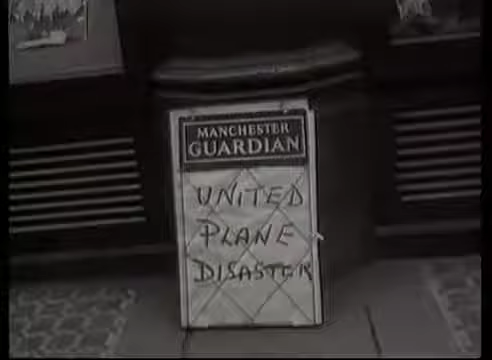 MANCHESTER
GUARDIAN
UNITED
PLANE
DISASTER